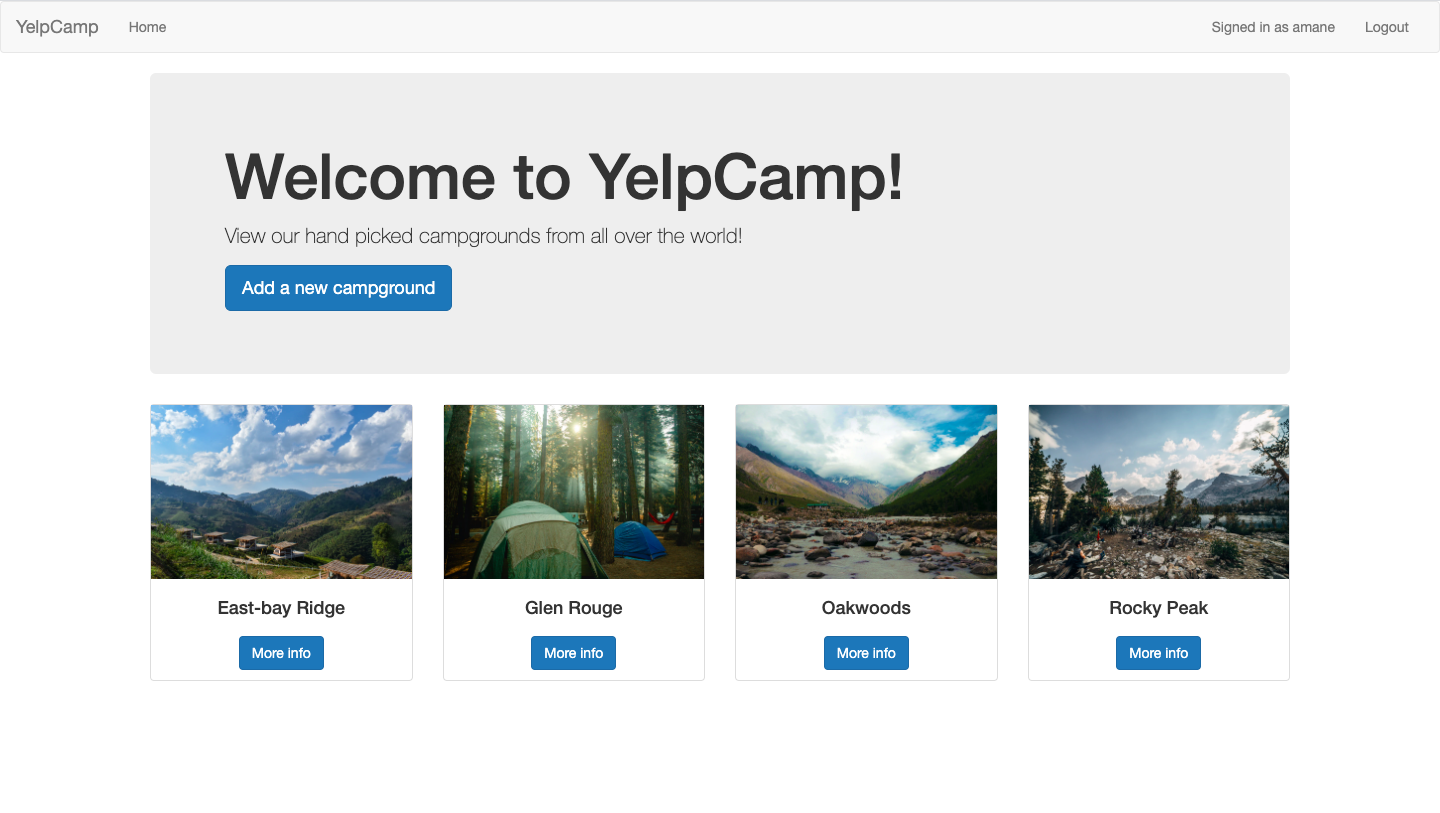 YelpCamp Home Signed in as amane Logout
Welcome to YelpCamp!
View our hand picked campgrounds from all over the world!
Add a new campground
East-bay Ridge
More info
Glen Rouge
More info
Oakwoods
More info
Rocky Peak
More info